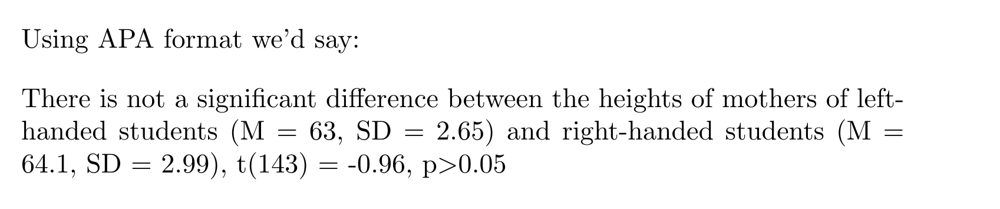 Using APA format we'd say:
There is not a significant difference between the heights of mothers of left-
handed students (M = 63, SD = 2.65) and right-handed students (M =
64.1, SD = 2.99), t(143) = -0.96, p>0.05